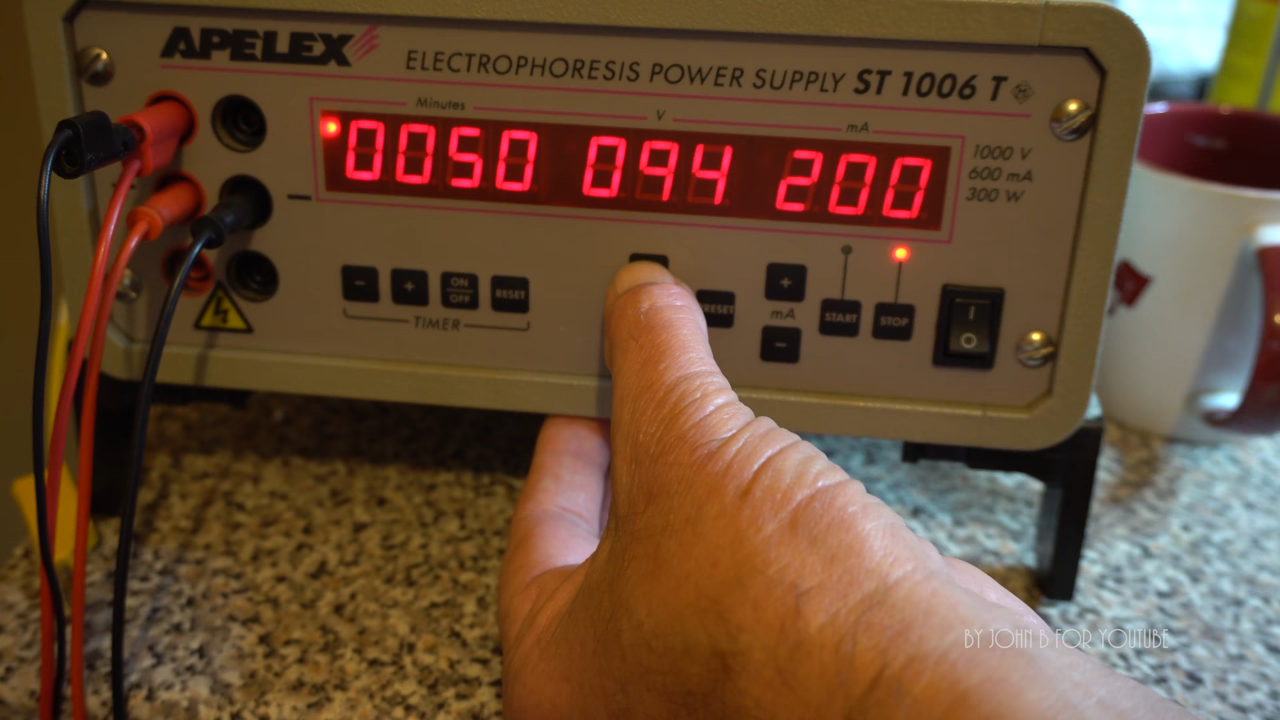 APELEX
ELECTROPHORESIS POWER SUPPLY ST 1006 T
Minutes V mA
0050 094 200
1000 V
600 mA
300 W
- + ON OFF RESET
TIMER
RESET
+
mA
-
START STOP
I
O
BY JOHN B FOR YOUTUBE